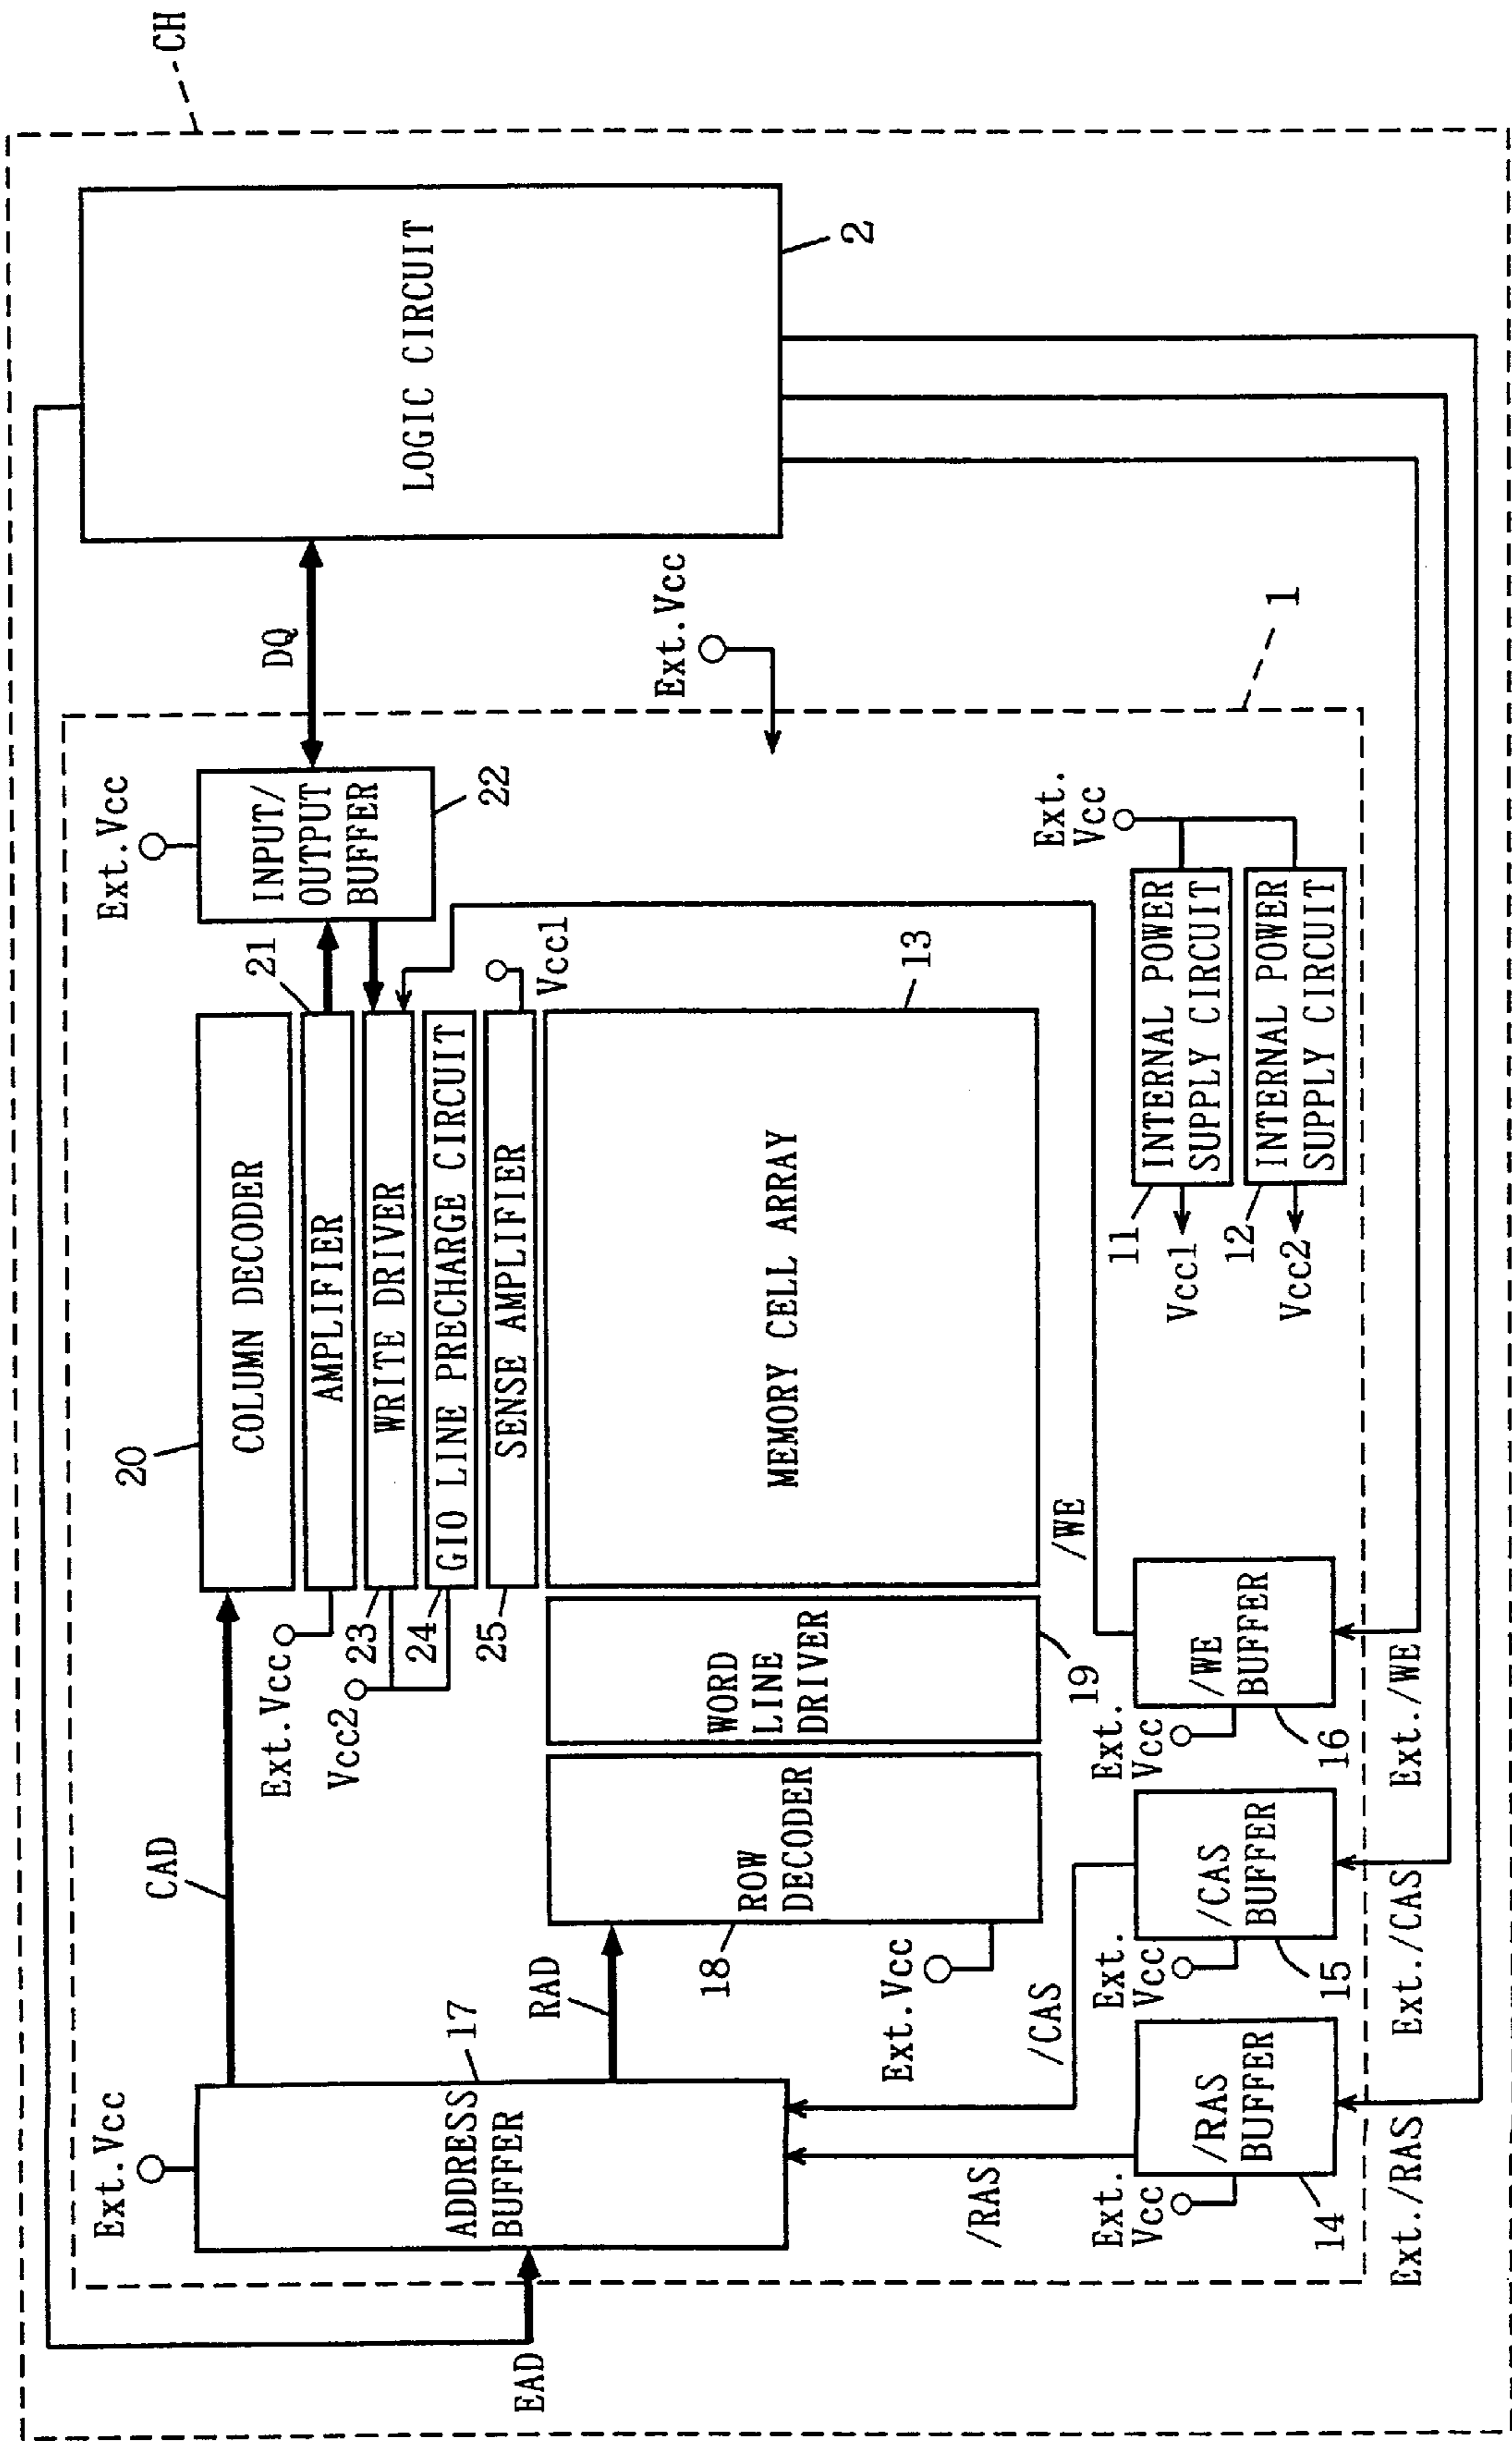 CH
Ext.Vcc
Ext.Vcc
EAD
CAD
20
COLUMN DECODER
21
AMPLIFIER
Ext.Vcc
WRITE DRIVER
23
Vcc2
GIO LINE PRECHARGE CIRCUIT
24
SENSE AMPLIFIER
25
Vcc1
INPUT/
OUTPUT
BUFFER
22
DQ
LOGIC CIRCUIT
2
Ext.Vcc
ADDRESS
BUFFER
17
RAD
ROW
DECODER
18
Ext.Vcc
WORD
LINE
DRIVER
19
MEMORY CELL ARRAY
13
/RAS
/CAS
/WE
Ext.
Vcc
/RAS
BUFFER
14
Ext.
Vcc
/CAS
BUFFER
15
Ext.
Vcc
/WE
BUFFER
16
11
INTERNAL POWER
SUPPLY CIRCUIT
Vcc1
12
INTERNAL POWER
SUPPLY CIRCUIT
Vcc2
Ext.
Vcc
1
Ext./RAS
Ext./CAS
Ext./WE